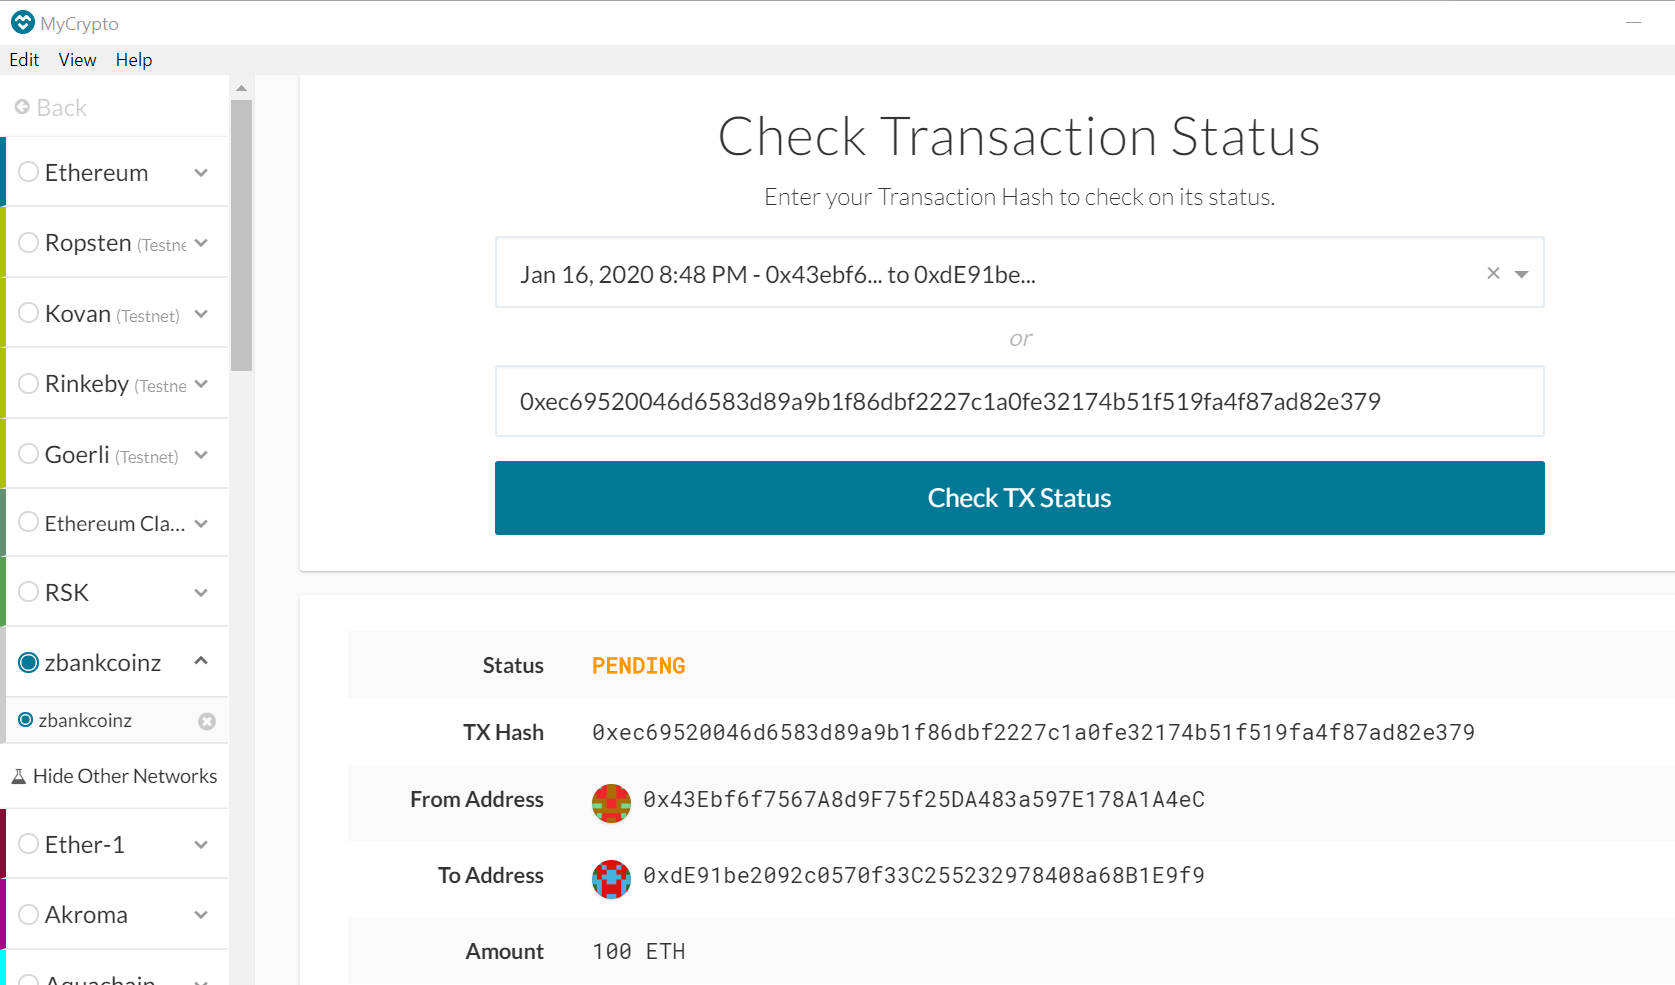 MyCrypto
Edit View Help
Back
Ethereum
Ropsten (Testne
Kovan (Testnet)
Rinkeby (Testne
Goerli (Testnet)
Ethereum Cla...
RSK
zbankcoinz
zbankcoinz
Hide Other Networks
Ether-1
Akroma
Aquachain
Check Transaction Status
Enter your Transaction Hash to check on its status.
Jan 16, 2020 8:48 PM - 0x43ebf6... to 0xdE91be...
or
0xec69520046d6583d89a9b1f86dbf2227c1a0fe32174b51f519fa4f87ad82e379
Check TX Status
Status PENDING
TX Hash 0xec69520046d6583d89a9b1f86dbf2227c1a0fe32174b51f519fa4f87ad82e379
From Address 0x43Ebf6f7567A8d9F75f25DA483a597E178A1A4eC
To Address 0xdE91be2092c0570f33C255232978408a68B1E9f9
Amount 100 ETH